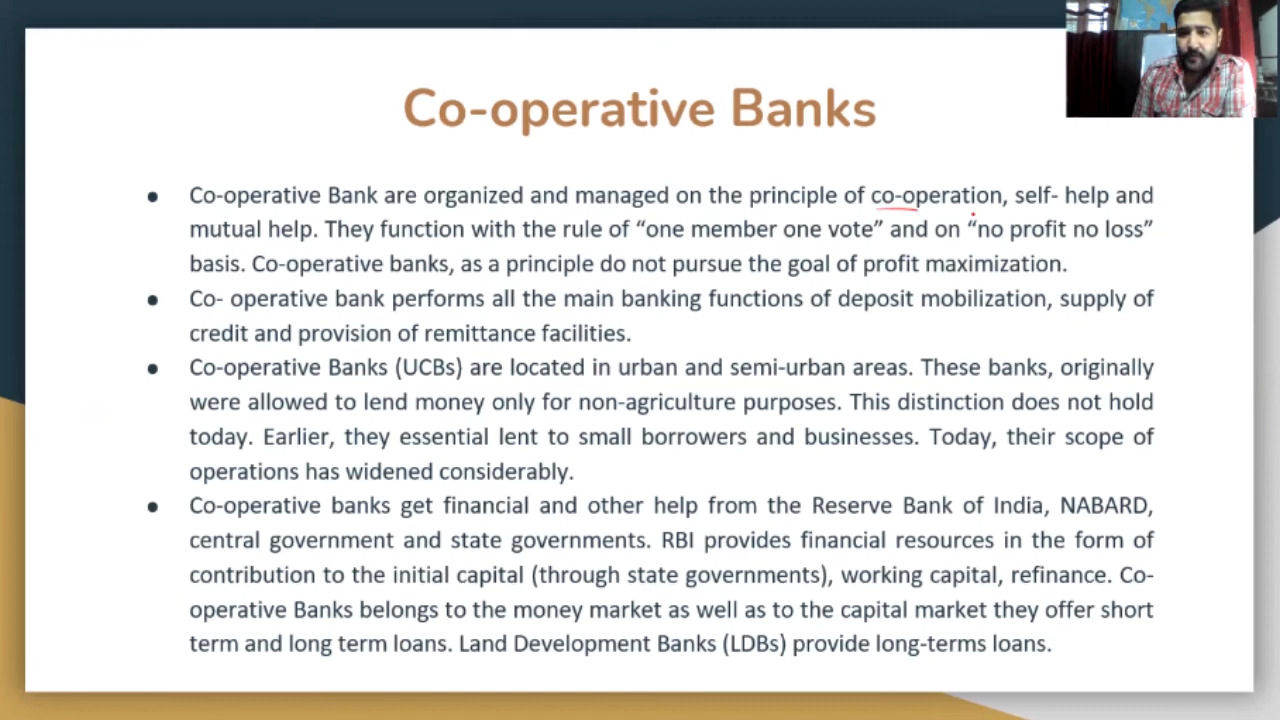 Co-operative Banks
● Co-operative Bank are organized and managed on the principle of co-operation, self- help and
mutual help. They function with the rule of “one member one vote” and on “no profit no loss”
basis. Co-operative banks, as a principle do not pursue the goal of profit maximization.
● Co- operative bank performs all the main banking functions of deposit mobilization, supply of
credit and provision of remittance facilities.
● Co-operative Banks (UCBs) are located in urban and semi-urban areas. These banks, originally
were allowed to lend money only for non-agriculture purposes. This distinction does not hold
today. Earlier, they essential lent to small borrowers and businesses. Today, their scope of
operations has widened considerably.
● Co-operative banks get financial and other help from the Reserve Bank of India, NABARD,
central government and state governments. RBI provides financial resources in the form of
contribution to the initial capital (through state governments), working capital, refinance. Co-
operative Banks belongs to the money market as well as to the capital market they offer short
term and long term loans. Land Development Banks (LDBs) provide long-terms loans.